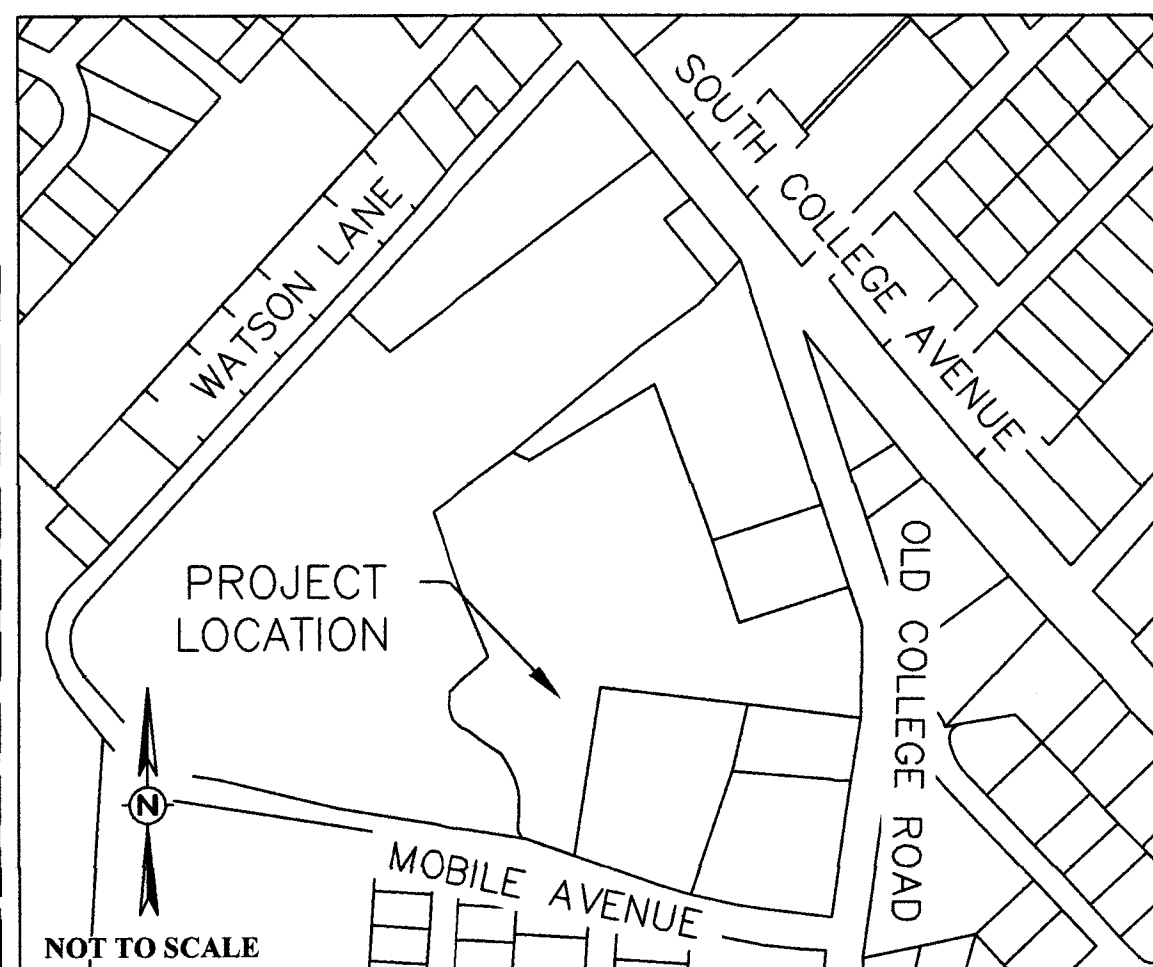 SOUTH COLLEGE AVENUE
WATSON LANE
PROJECT
LOCATION
OLD COLLEGE ROAD
N
MOBILE AVENUE
NOT TO SCALE